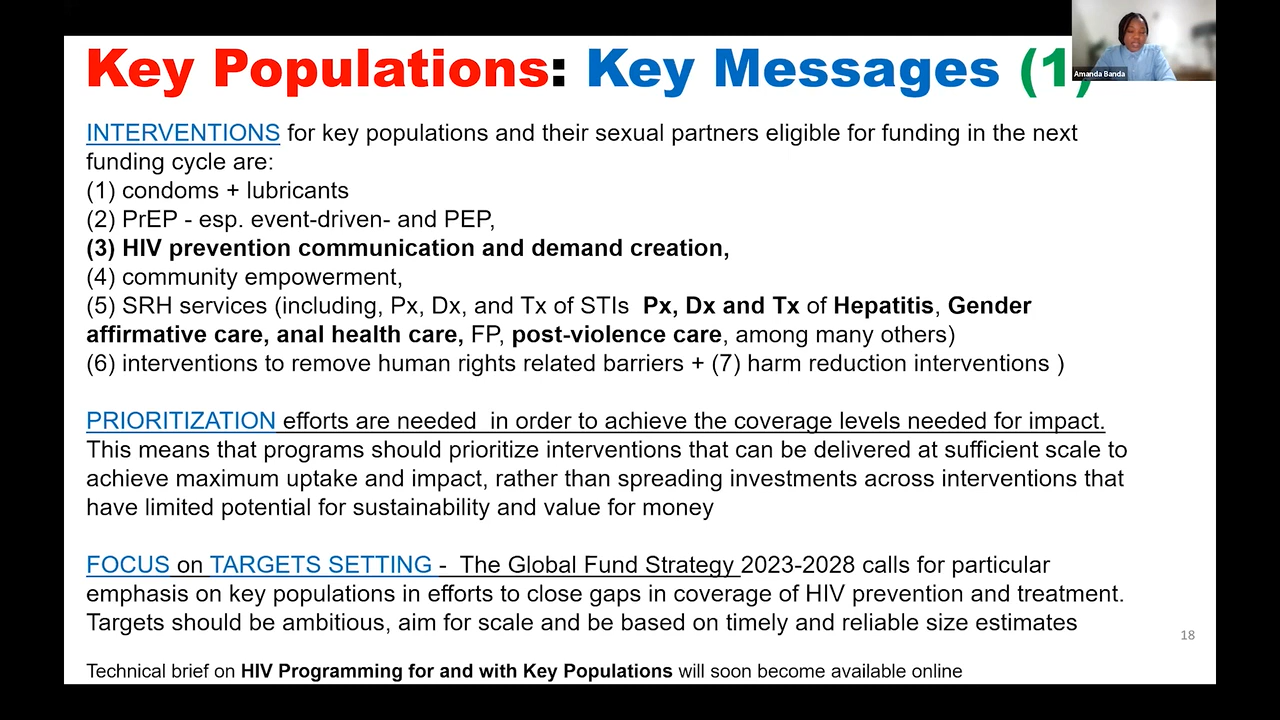 Key Populations: Key Messages (1)
Amanda Banda
INTERVENTIONS for key populations and their sexual partners eligible for funding in the next
funding cycle are:
(1) condoms + lubricants
(2) PrEP - esp. event-driven- and PEP,
(3) HIV prevention communication and demand creation,
(4) community empowerment,
(5) SRH services (including, Px, Dx, and Tx of STIs  Px, Dx and Tx of Hepatitis, Gender
affirmative care, anal health care, FP, post-violence care, among many others)
(6) interventions to remove human rights related barriers + (7) harm reduction interventions )
PRIORITIZATION efforts are needed  in order to achieve the coverage levels needed for impact.
This means that programs should prioritize interventions that can be delivered at sufficient scale to
achieve maximum uptake and impact, rather than spreading investments across interventions that
have limited potential for sustainability and value for money
FOCUS on TARGETS SETTING -  The Global Fund Strategy 2023-2028 calls for particular
emphasis on key populations in efforts to close gaps in coverage of HIV prevention and treatment.
Targets should be ambitious, aim for scale and be based on timely and reliable size estimates
18
Technical brief on HIV Programming for and with Key Populations will soon become available online